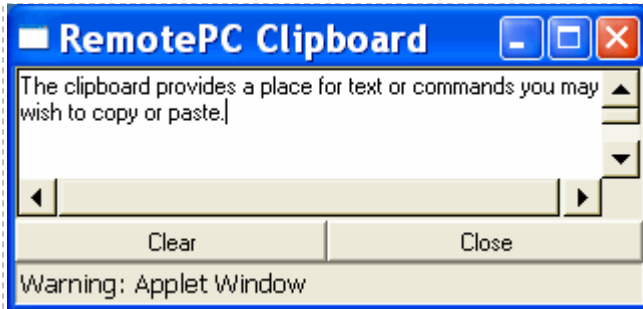 RemotePC Clipboard
The clipboard provides a place for text or commands you may
wish to copy or paste.
Clear Close
Warning: Applet Window